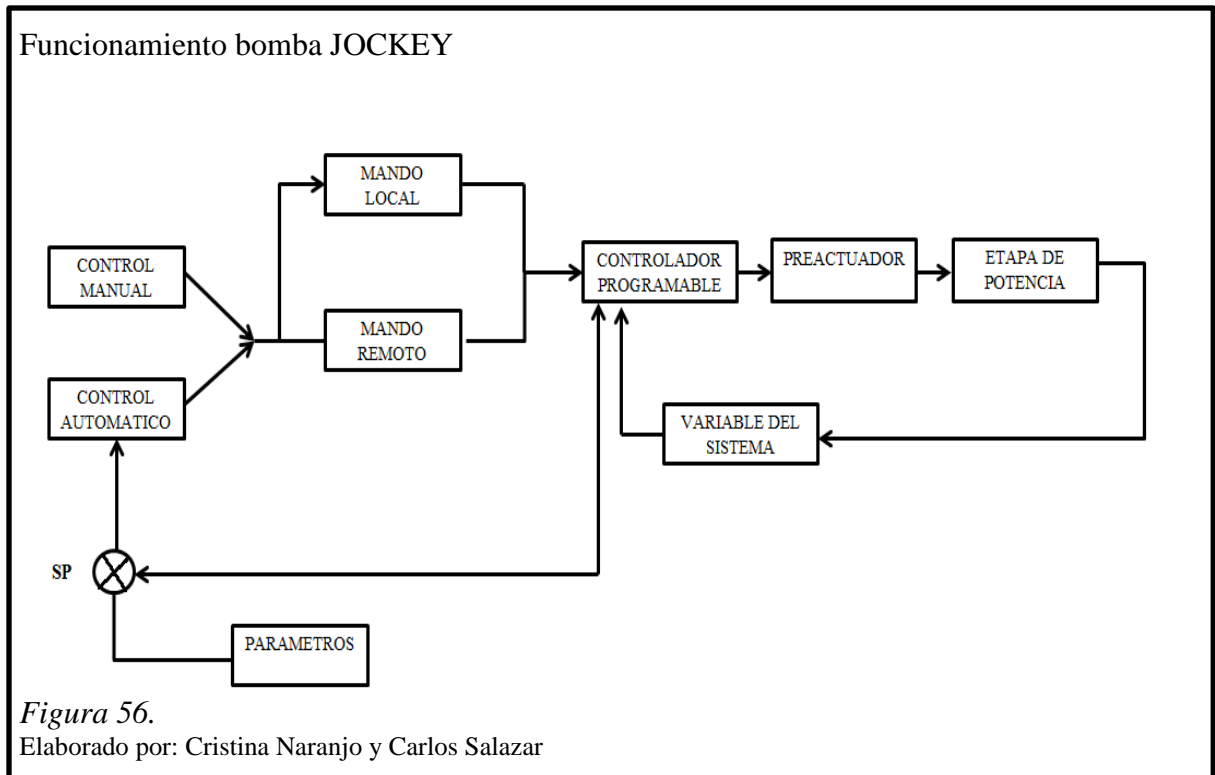 Funcionamiento bomba JOCKEY
MANDO
LOCAL
CONTROL
MANUAL
CONTROLADOR
PROGRAMABLE
PREACTUADOR
ETAPA DE
POTENCIA
MANDO
REMOTO
CONTROL
AUTOMATICO
VARIABLE DEL
SISTEMA
SP
PARAMETROS
Figura 56.
Elaborado por: Cristina Naranjo y Carlos Salazar